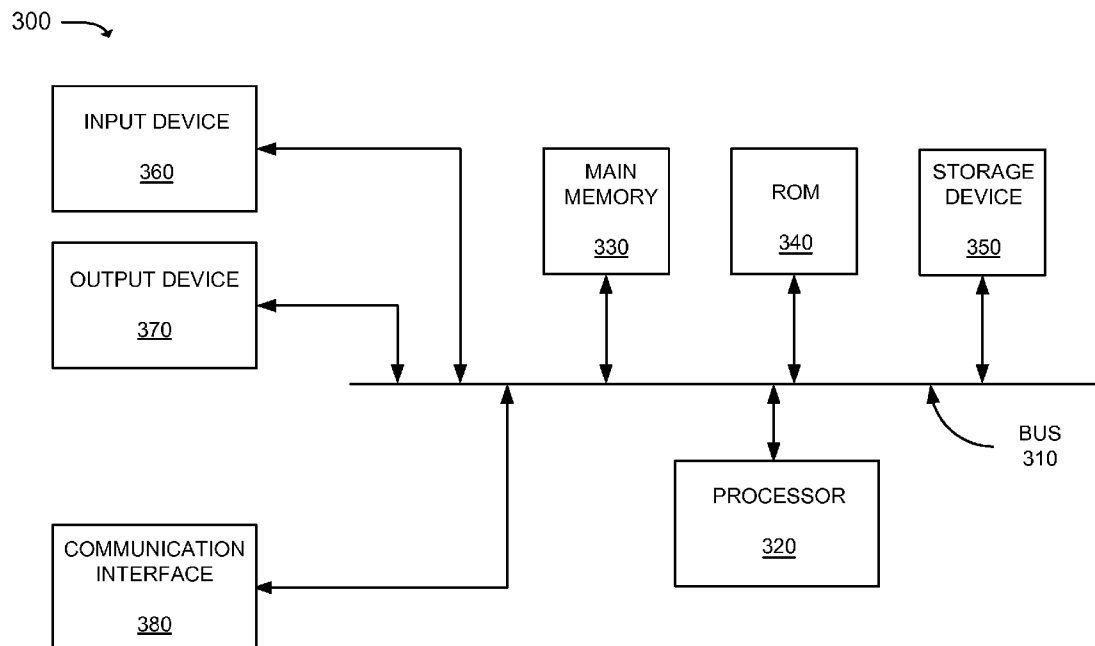 300
INPUT DEVICE
360
OUTPUT DEVICE
370
COMMUNICATION
INTERFACE
380
MAIN
MEMORY
330
ROM
340
STORAGE
DEVICE
350
PROCESSOR
320
BUS
310